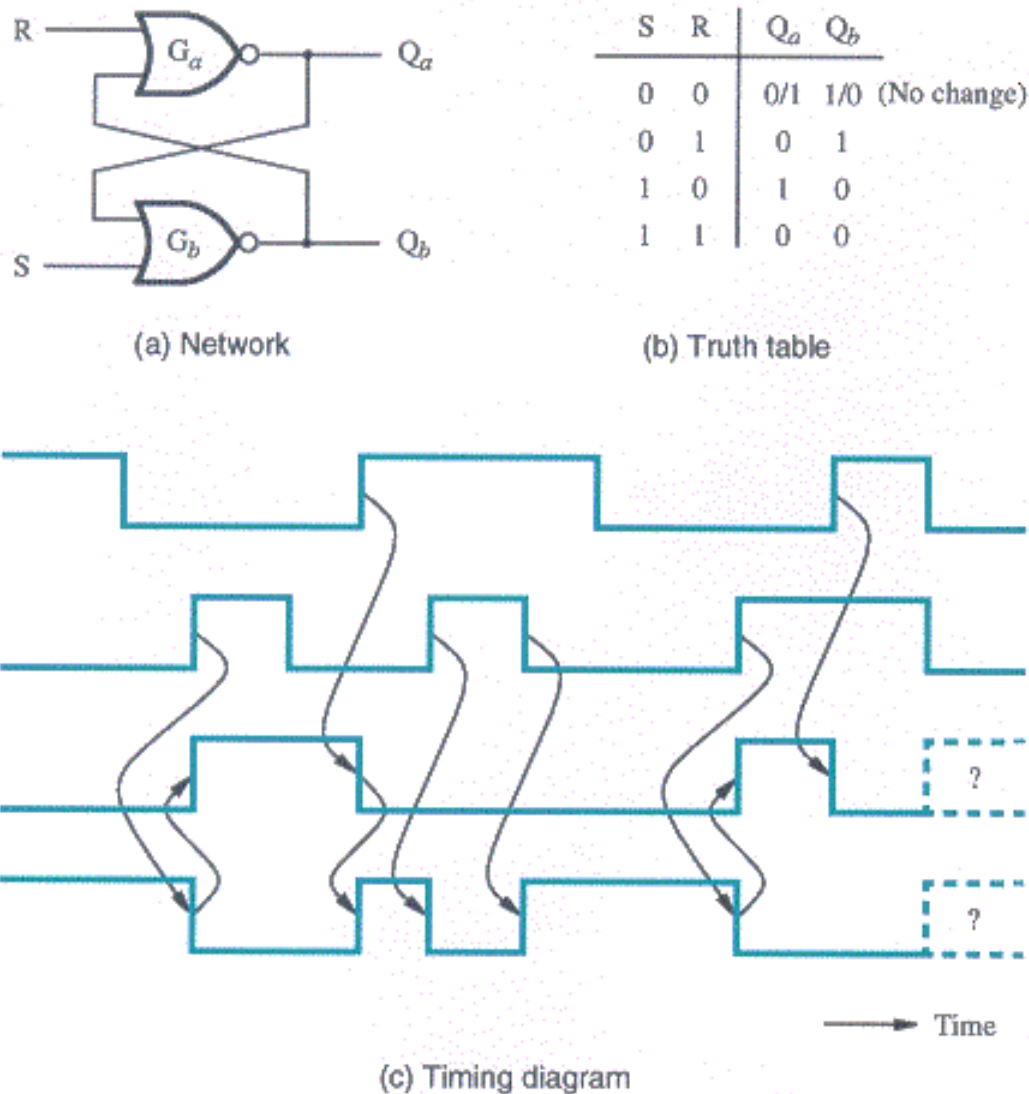 R
G_a
Q_a
G_b
S
Q_b
(a) Network
S R Q_a Q_b
0 0 0/1 1/0 (No change)
0 1 0 1
1 0 1 0
1 1 0 0
(b) Truth table
?
?
Time
(c) Timing diagram